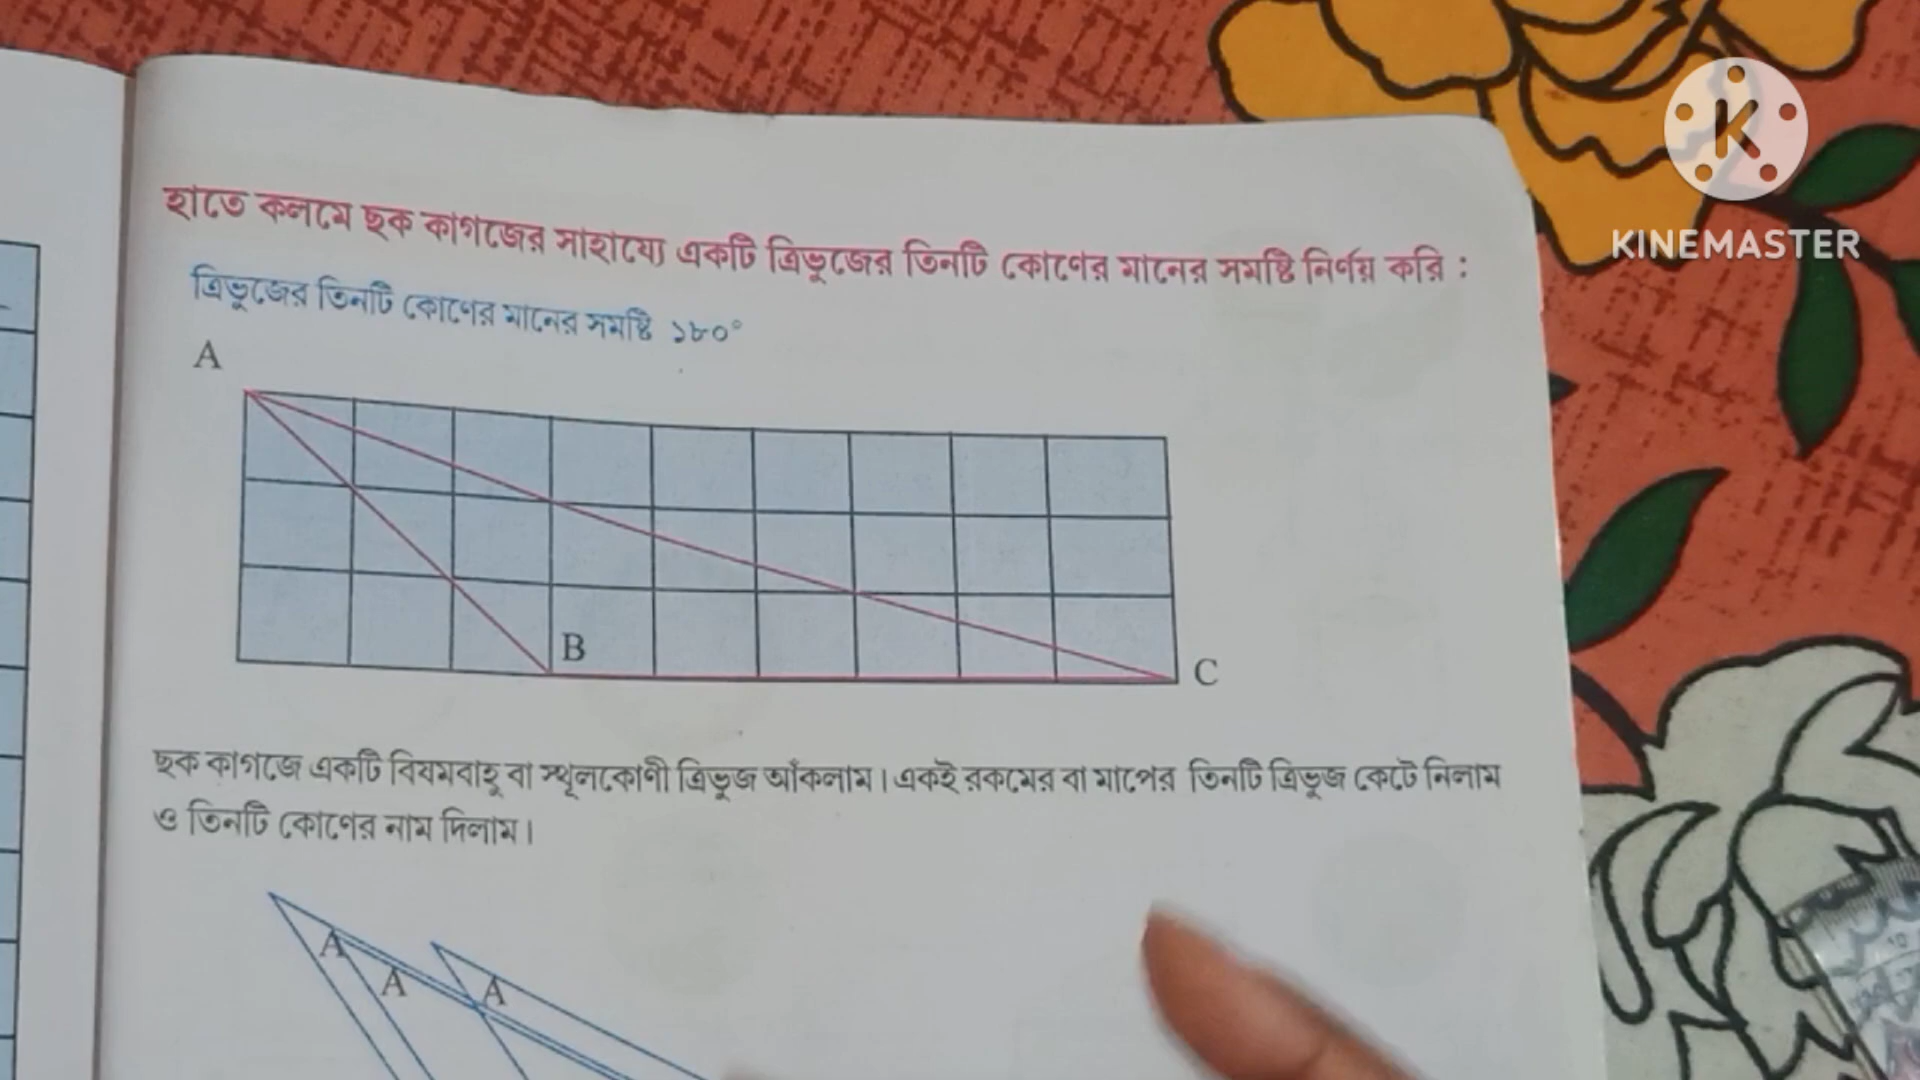 K
KINEMASTER
হাতে কলমে ছক কাগজের সাহায্যে একটি ত্রিভুজের তিনটি কোণের মানের সমষ্টি নির্ণয় করি :
ত্রিভুজের তিনটি কোণের মানের সমষ্টি ১৮০°
A
B
C
ছক কাগজে একটি বিষমবাহু বা স্থূলকোণী ত্রিভুজ আঁকলাম। একই রকমের বা মাপের তিনটি ত্রিভুজ কেটে নিলাম
ও তিনটি কোণের নাম দিলাম।
A
A
A